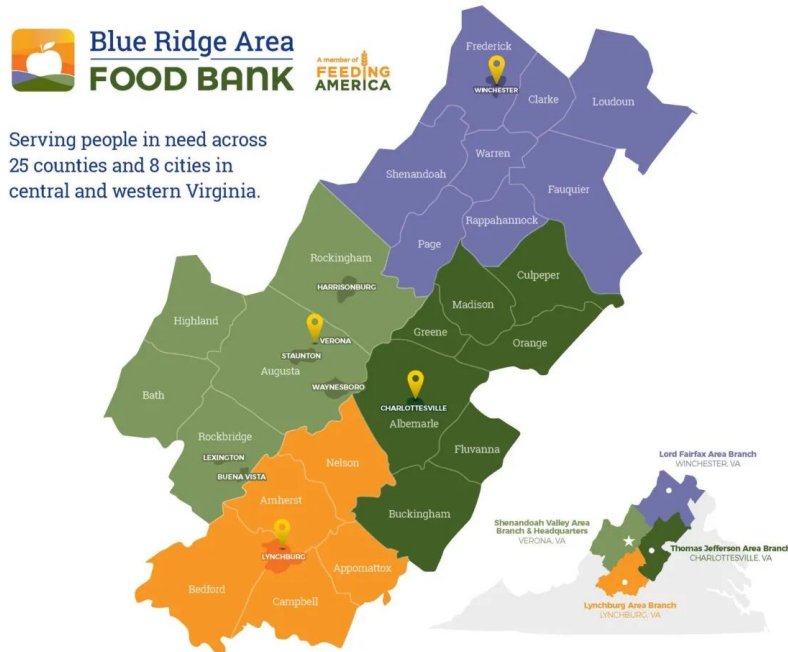 Blue Ridge Area
FOOD BANK
A member of
FEEDING
AMERICA
Serving people in need across
25 counties and 8 cities in
central and western Virginia.
Frederick
WINCHESTER
Clarke
Loudoun
Warren
Shenandoah
Fauquier
Rappahannock
Page
Rockingham
HARRISONBURG
Culpeper
Madison
Greene
Orange
Highland
VERONA
STAUNTON
Augusta
WAYNESBORO
Bath
CHARLOTTESVILLE
Albemarle
Rockbridge
LEXINGTON
BUENA VISTA
Fluvanna
Nelson
Amherst
Buckingham
LYNCHBURG
Appomattox
Bedford
Campbell
Lord Fairfax Area Branch
WINCHESTER, VA
Shenandoah Valley Area
Branch & Headquarters
VERONA, VA
Thomas Jefferson Area Branch
CHARLOTTESVILLE, VA
Lynchburg Area Branch
LYNCHBURG, VA